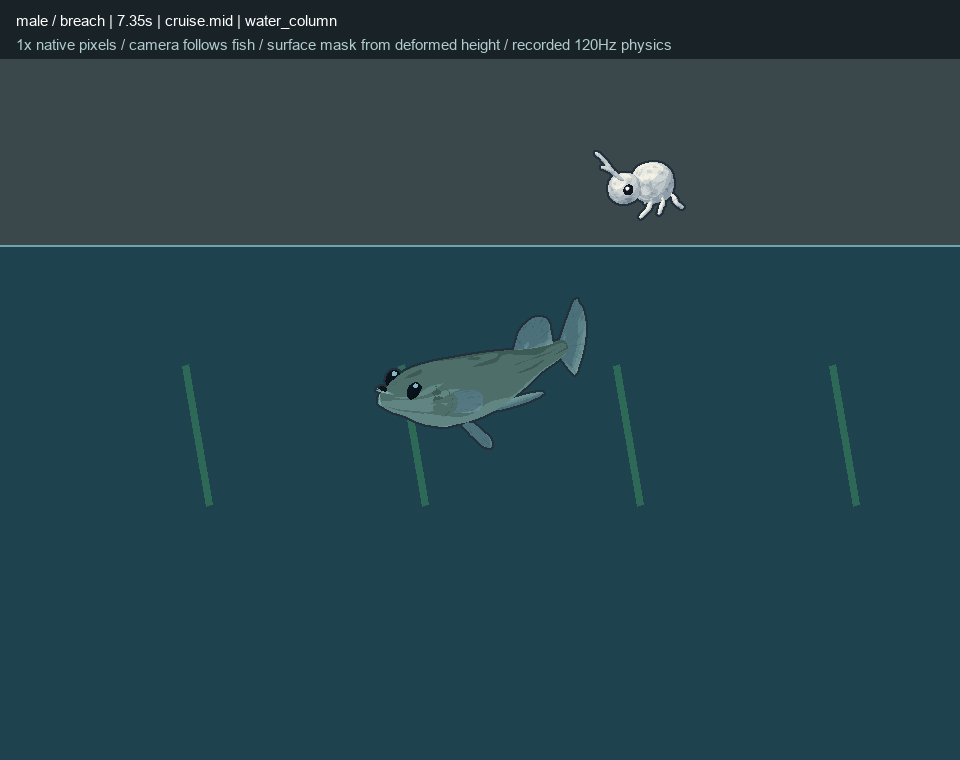 male / breach | 7.35s | cruise.mid | water_column
1x native pixels / camera follows fish / surface mask from deformed height / recorded 120Hz physics